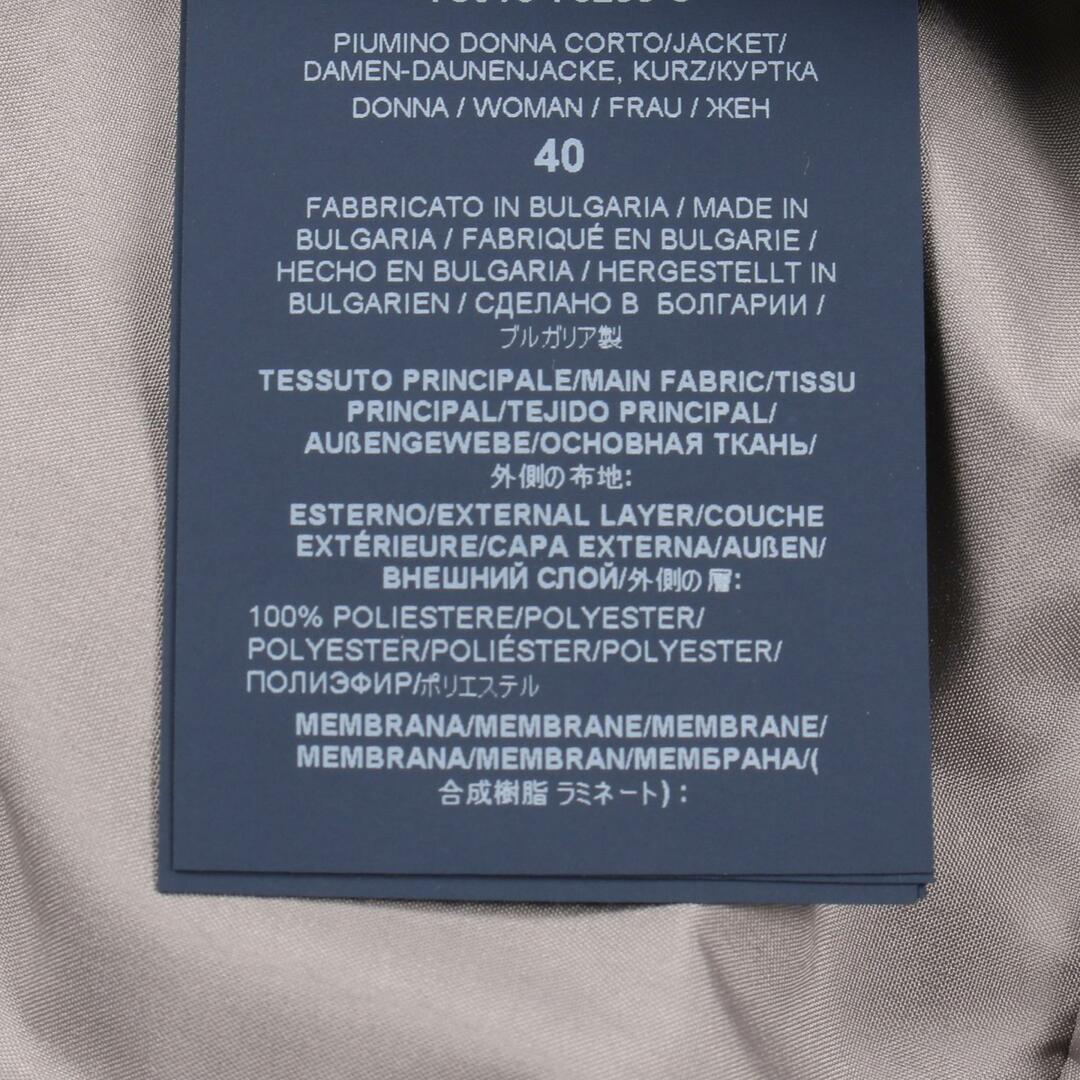 PIUMINO DONNA CORTO/JACKET/
DAMEN-DAUNENJACKE, KURZ/КУРТКА
DONNA / WOMAN / FRAU / ЖЕН
40
FABBRICATO IN BULGARIA / MADE IN
BULGARIA / FABRIQUÉ EN BULGARIE /
HECHO EN BULGARIA / HERGESTELLT IN
BULGARIEN / СДЕЛАНО В БОЛГАРИИ /
ブルガリア製
TESSUTO PRINCIPALE/MAIN FABRIC/TISSU
PRINCIPAL/TEJIDO PRINCIPAL/
AUßENGEWEBE/ОСНОВНАЯ ТКАНЬ/
外側の布地:
ESTERNO/EXTERNAL LAYER/COUCHE
EXTÉRIEURE/CAPA EXTERNA/AUßEN/
ВНЕШНИЙ СЛОЙ/外側の層:
100% POLIESTERE/POLYESTER/
POLYESTER/POLIÉSTER/POLYESTER/
ПОЛИЭФИР/ポリエステル
MEMBRANA/MEMBRANE/MEMBRANE/
MEMBRANA/MEMBRAN/МЕМБРАНА/(
合成樹脂 ラミネート) :